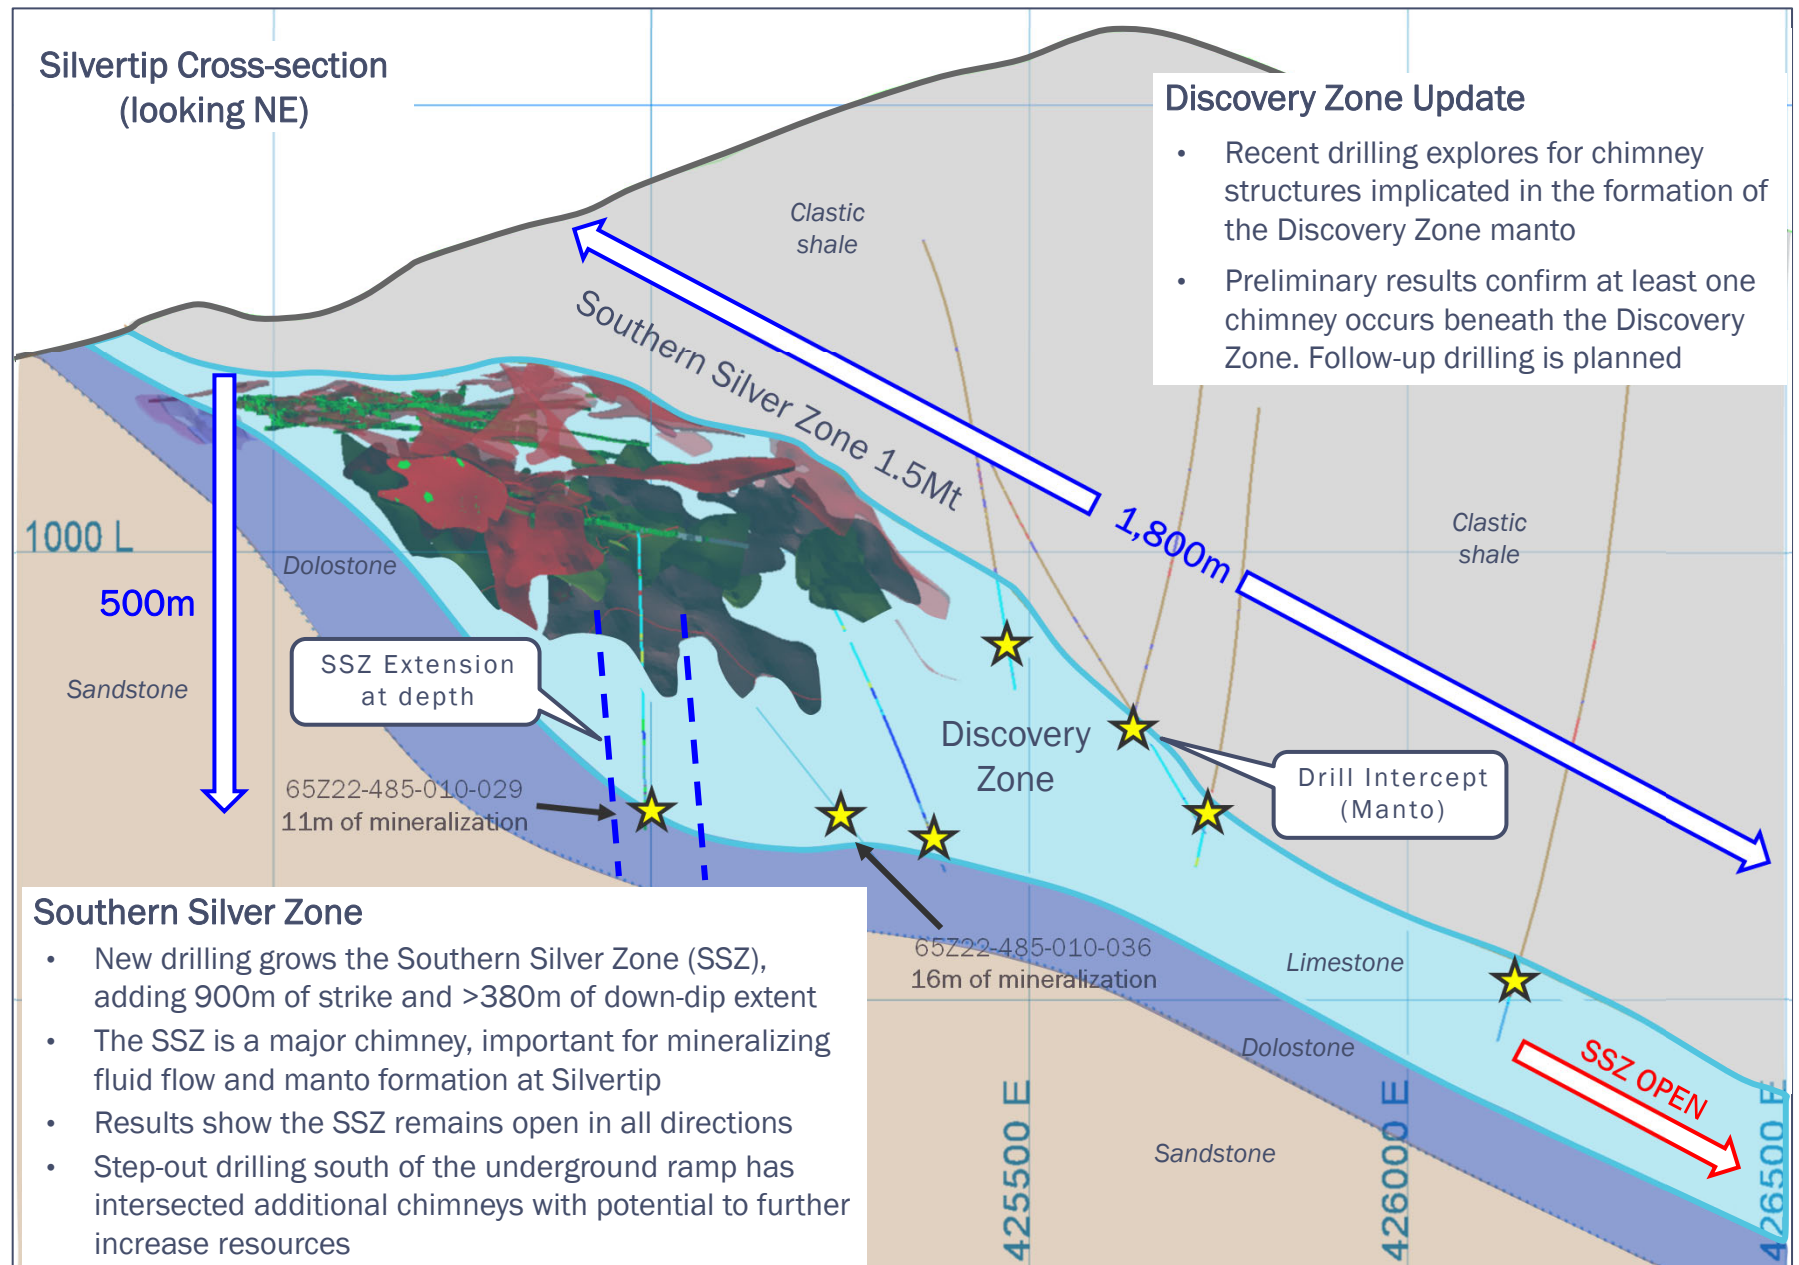 Silvertip Cross-section
(looking NE)
Discovery Zone Update
• Recent drilling explores for chimney
structures implicated in the formation of
the Discovery Zone manto
• Preliminary results confirm at least one
chimney occurs beneath the Discovery
Zone. Follow-up drilling is planned
Clastic
shale
Southern Silver Zone 1.5Mt
1,800m
Clastic
shale
1000 L
Dolostone
500m
SSZ Extension
at depth
Sandstone
Discovery
Zone
Drill Intercept
(Manto)
65Z22-485-010-029
11m of mineralization
65Z22-485-010-036
16m of mineralization
Limestone
Dolostone
SSZ OPEN
Sandstone
425500 E
426000 E
426500 E
Southern Silver Zone
• New drilling grows the Southern Silver Zone (SSZ),
adding 900m of strike and >380m of down-dip extent
• The SSZ is a major chimney, important for mineralizing
fluid flow and manto formation at Silvertip
• Results show the SSZ remains open in all directions
• Step-out drilling south of the underground ramp has
intersected additional chimneys with potential to further
increase resources